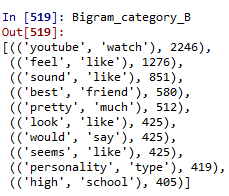 In [519]: Bigram_category_B
Out[519]:
[(('youtube', 'watch'), 2246),
(('feel', 'like'), 1276),
(('sound', 'like'), 851),
(('best', 'friend'), 580),
(('pretty', 'much'), 512),
(('look', 'like'), 425),
(('would', 'say'), 425),
(('seems', 'like'), 425),
(('personality', 'type'), 419),
(('high', 'school'), 405)]